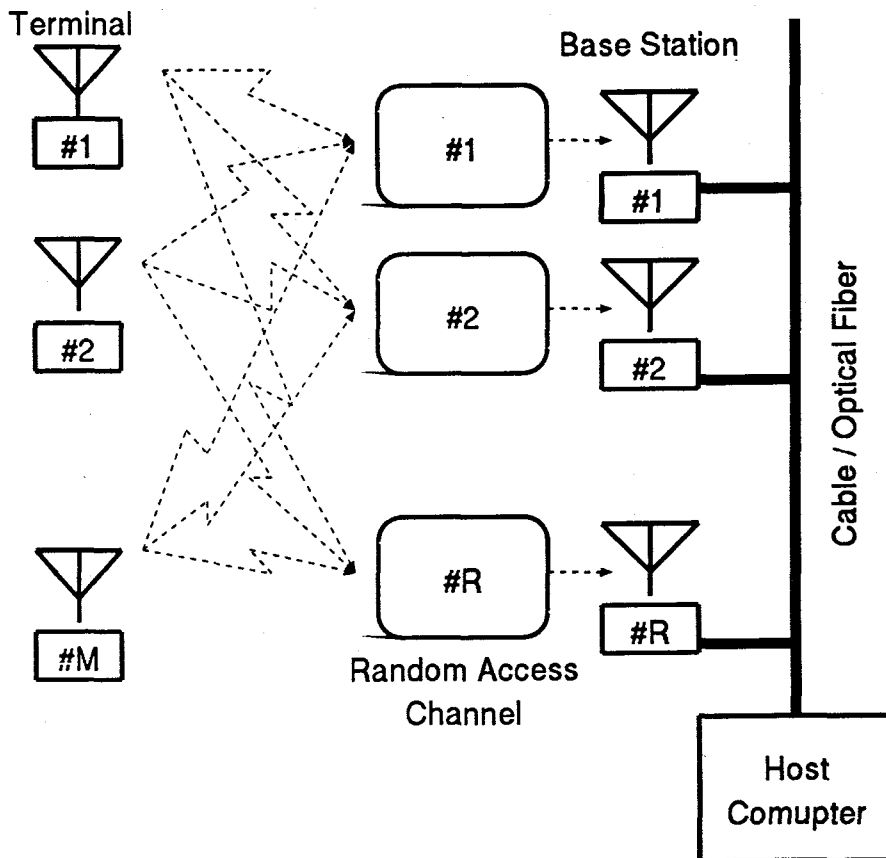 Terminal
Base Station
#1
#1
#1
#2
#2
#2
Cable / Optical Fiber
#M
#R
#R
Random Access
Channel
Host
Comupter